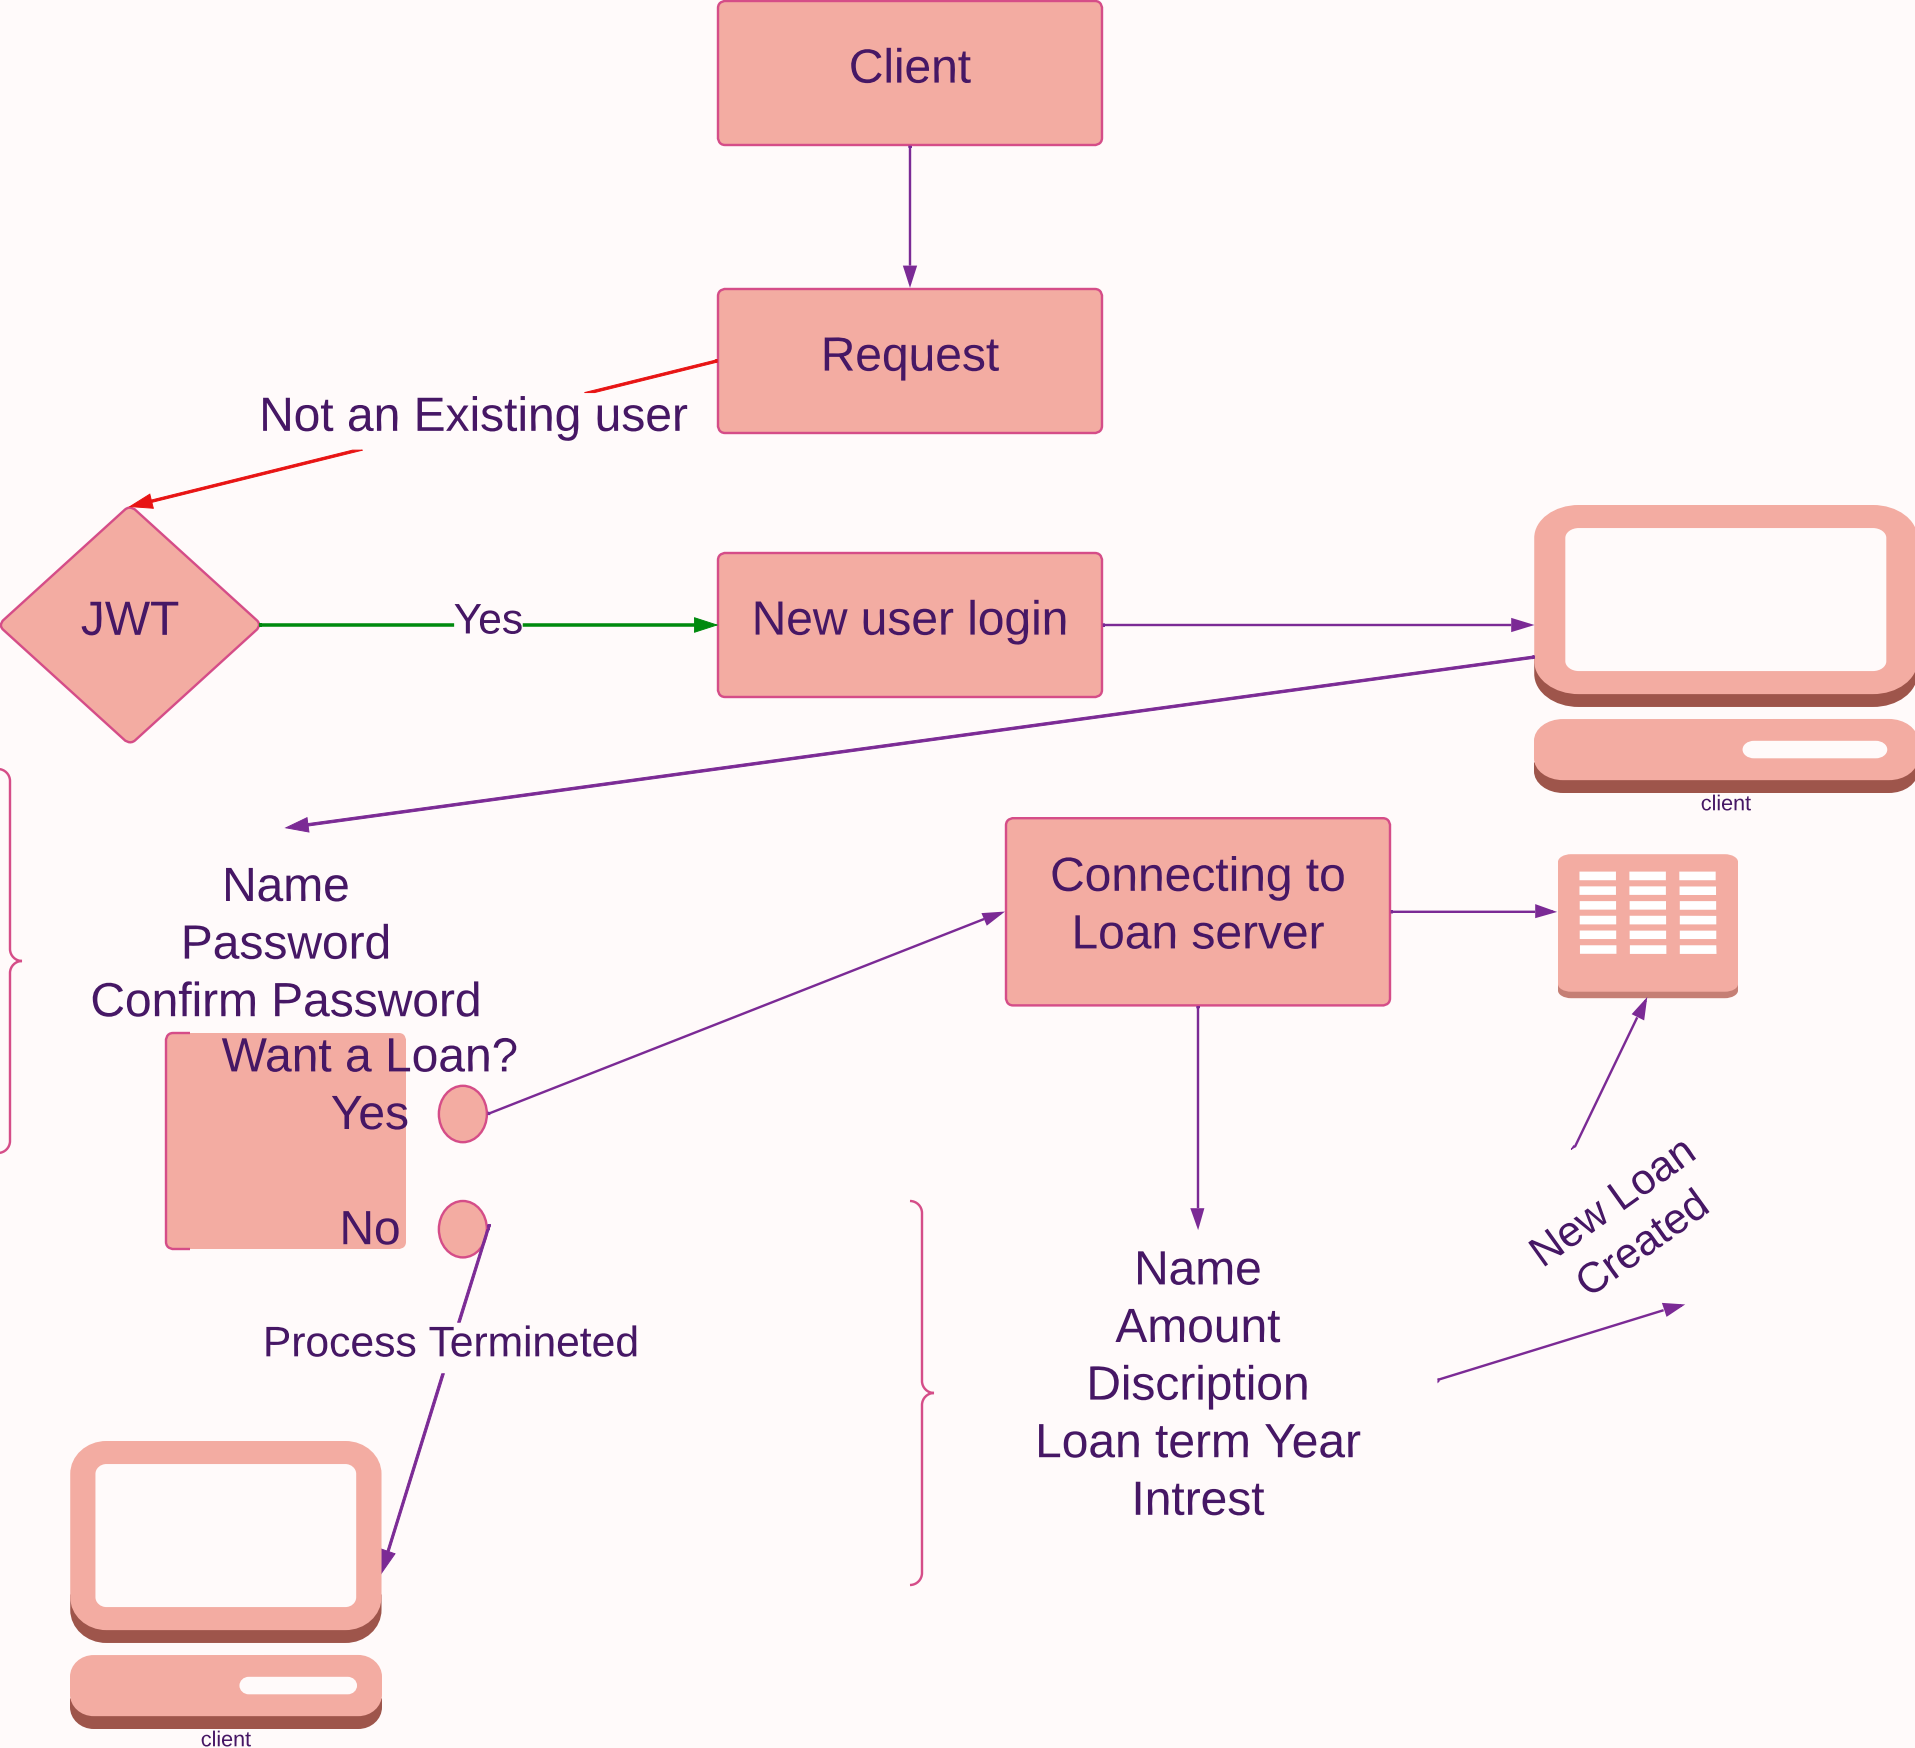 Client
Request
Not an Existing user
JWT
Yes
New user login
client
Name
Password
Confirm Password
Want a Loan?
Yes
No
Process Termineted
client
Connecting to
Loan server
Name
Amount
Discription
Loan term Year
Intrest
New Loan
Created